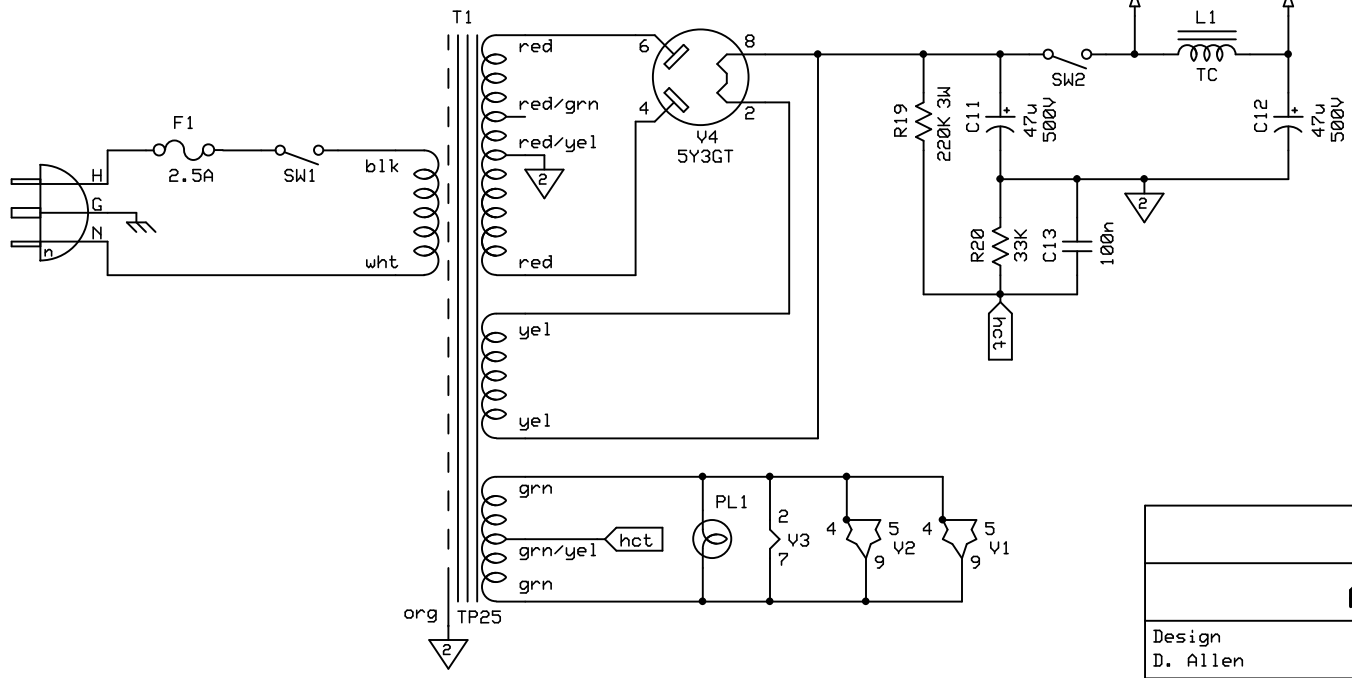 T1
L1
TC
red
6
8
4
2
V4
5Y3GT
SW2
red/grn
red/yel
2
R19
220K 3W
C11
+
47u
500V
C12
+
47u
500V
F1
2.5A
SW1
blk
H
G
N
n
wht
red
2
R20
33K
C13
100n
hct
yel
yel
grn
PL1
2
V3
7
4
5
V2
9
4
5
V1
9
grn/yel
hct
grn
org
TP25
2
Design
D. Allen